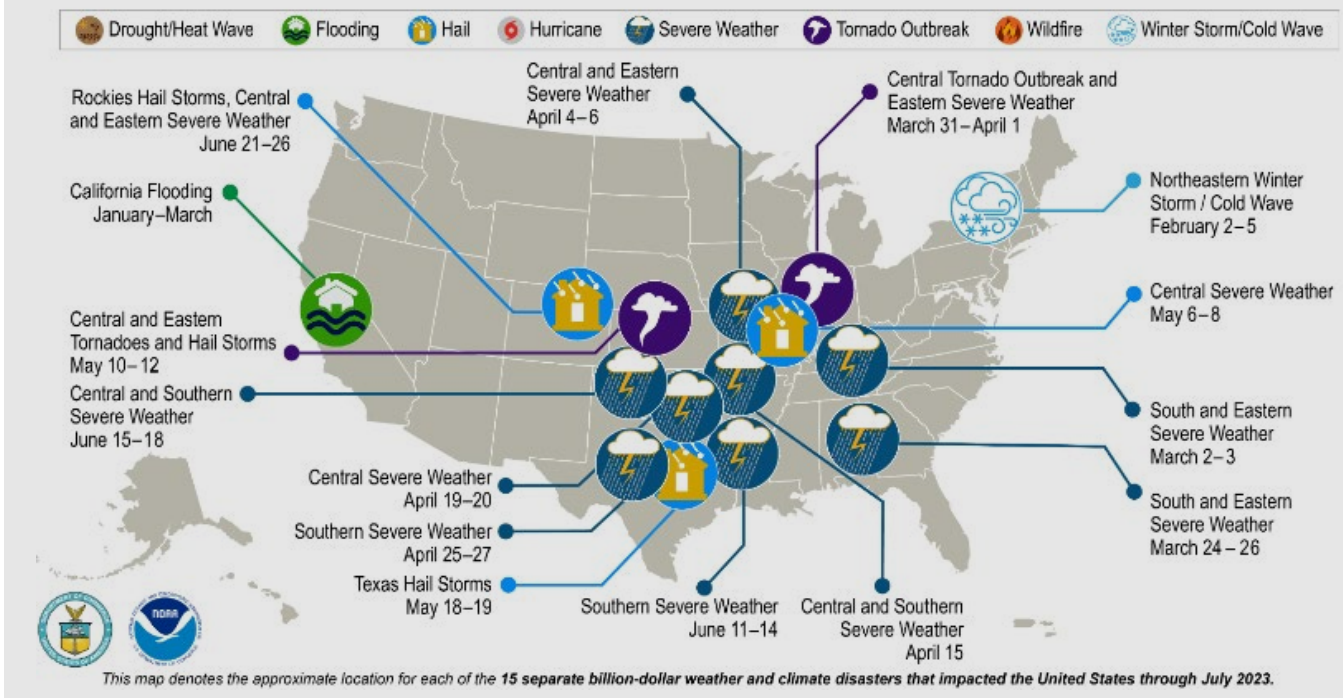 Drought/Heat Wave Flooding Hail Hurricane Severe Weather Tornado Outbreak Wildfire Winter Storm/Cold Wave
Central and Eastern
Severe Weather
April 4–6
Central Tornado Outbreak and
Eastern Severe Weather
March 31–April 1
Rockies Hail Storms, Central
and Eastern Severe Weather
June 21–26
California Flooding
January–March
Northeastern Winter
Storm / Cold Wave
February 2–5
Central Severe Weather
May 6–8
Central and Eastern
Tornadoes and Hail Storms
May 10–12
Central and Southern
Severe Weather
June 15–18
South and Eastern
Severe Weather
March 2–3
Central Severe Weather
April 19–20
South and Eastern
Severe Weather
March 24–26
Southern Severe Weather
April 25–27
Texas Hail Storms
May 18–19
Southern Severe Weather
June 11–14
Central and Southern
Severe Weather
April 15
NOAA
This map denotes the approximate location for each of the 15 separate billion-dollar weather and climate disasters that impacted the United States through July 2023.